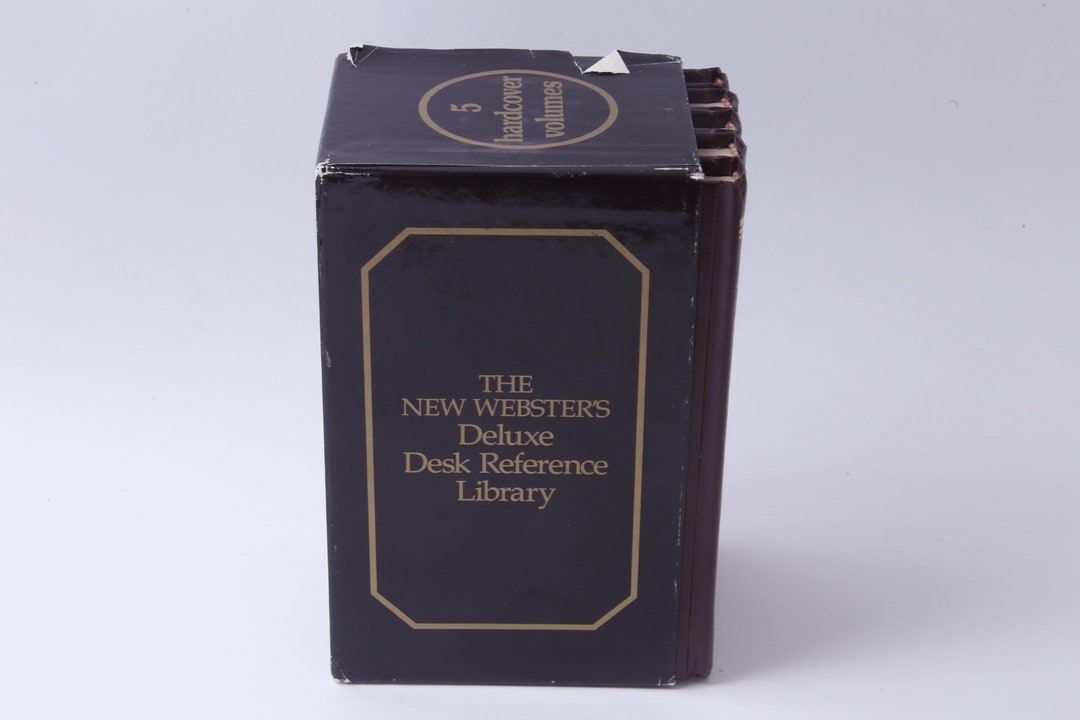 5
hardcover
volumes
THE
NEW WEBSTER'S
Deluxe
Desk Reference
Library